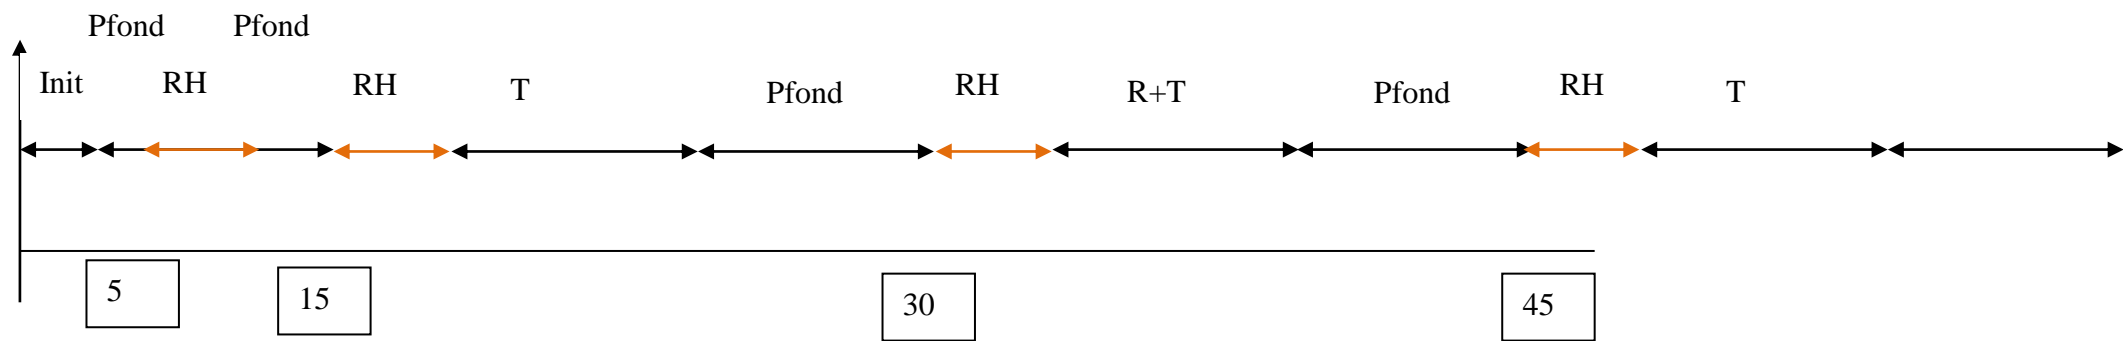 Pfond Pfond
Init RH RH T Pfond RH R+T Pfond RH T
5 15 30 45